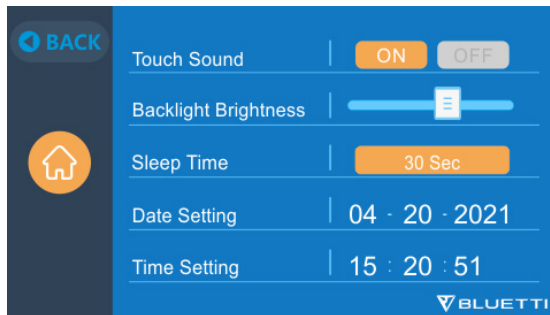 BACK
Touch Sound ON OFF
Backlight Brightness
Sleep Time 30 Sec
Date Setting 04 - 20 - 2021
Time Setting 15 : 20 : 51
BLUETTI